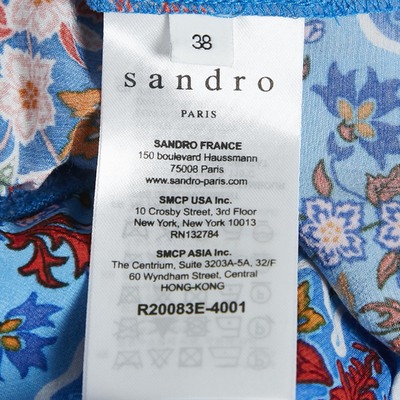 38
sandro
PARIS
SANDRO FRANCE
150 boulevard Haussmann
75008 Paris
www.sandro-paris.com
SMCP USA Inc.
10 Crosby Street, 3rd Floor
New York, New York 10013
RN132784
SMCP ASIA Inc.
The Centrium, Suite 3203A-5A, 32/F
60 Wyndham Street, Central
HONG-KONG
R20083E-4001